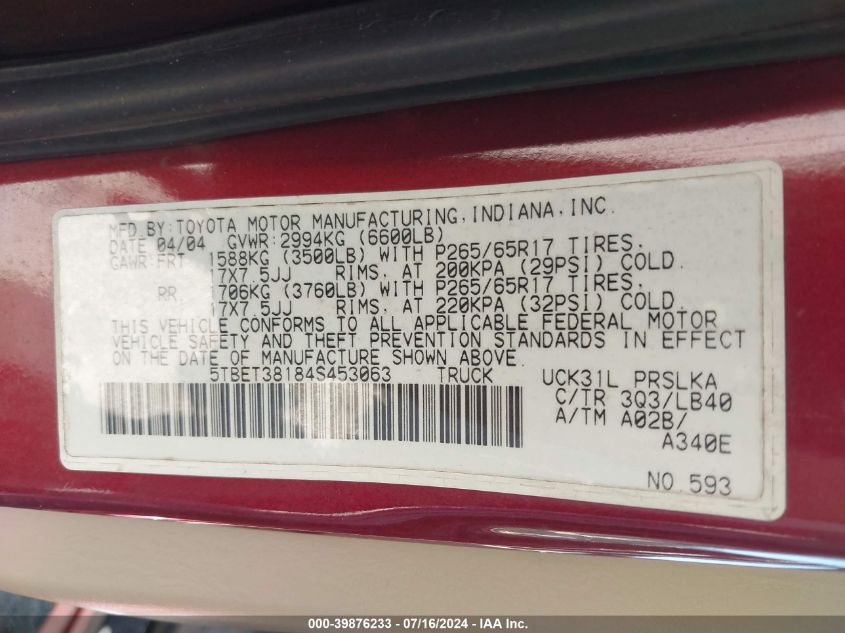 MFD.BY:TOYOTA MOTOR MANUFACTURING,INDIANA,INC.
DATE 04/04 GVWR:2994KG (6600LB)
GAWR:FRT 1588KG (3500LB) WITH P265/65R17 TIRES,
17X7.5JJ RIMS, AT 200KPA (29PSI) COLD.
RR 1706KG (3760LB) WITH P265/65R17 TIRES,
17X7.5JJ RIMS, AT 220KPA (32PSI) COLD.
THIS VEHICLE CONFORMS TO ALL APPLICABLE FEDERAL MOTOR
VEHICLE SAFETY AND THEFT PREVENTION STANDARDS IN EFFECT
ON THE DATE OF MANUFACTURE SHOWN ABOVE.
5TBET38184S453063 TRUCK UCK31L PRSLKA
C/TR 3Q3/LB40
A/TM A02B/
A340E
NO.593
000-39876233 - 07/16/2024 - IAA Inc.